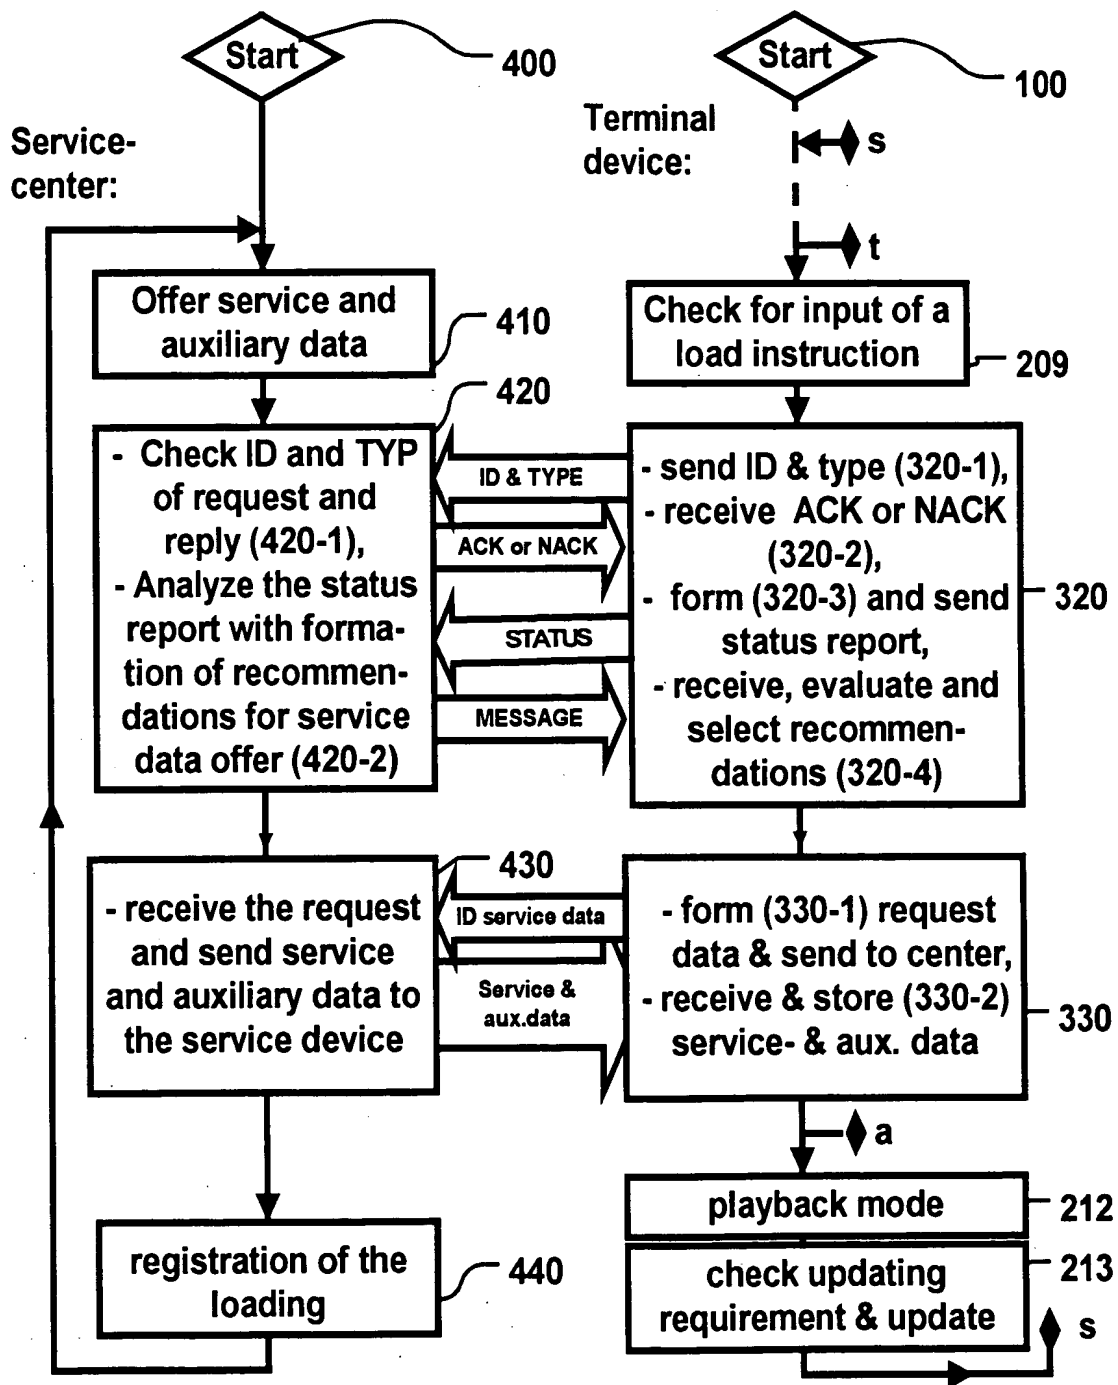 Start
400
Service-
center:
Offer service and
auxiliary data
410
420
- Check ID and TYP
of request and
reply (420-1),
- Analyze the status
report with forma-
tion of recommen-
dations for service
data offer (420-2)
430
- receive the request
and send service
and auxiliary data to
the service device
registration of the
loading
440
ID & TYPE
ACK or NACK
STATUS
MESSAGE
ID service data
Service &
aux.data
Start
100
Terminal
device:
s
t
Check for input of a
load instruction
209
- send ID & type (320-1),
- receive ACK or NACK
(320-2),
- form (320-3) and send
status report,
- receive, evaluate and
select recommen-
dations (320-4)
320
- form (330-1) request
data & send to center,
- receive & store (330-2)
service- & aux. data
330
a
playback mode
212
check updating
requirement & update
213
s